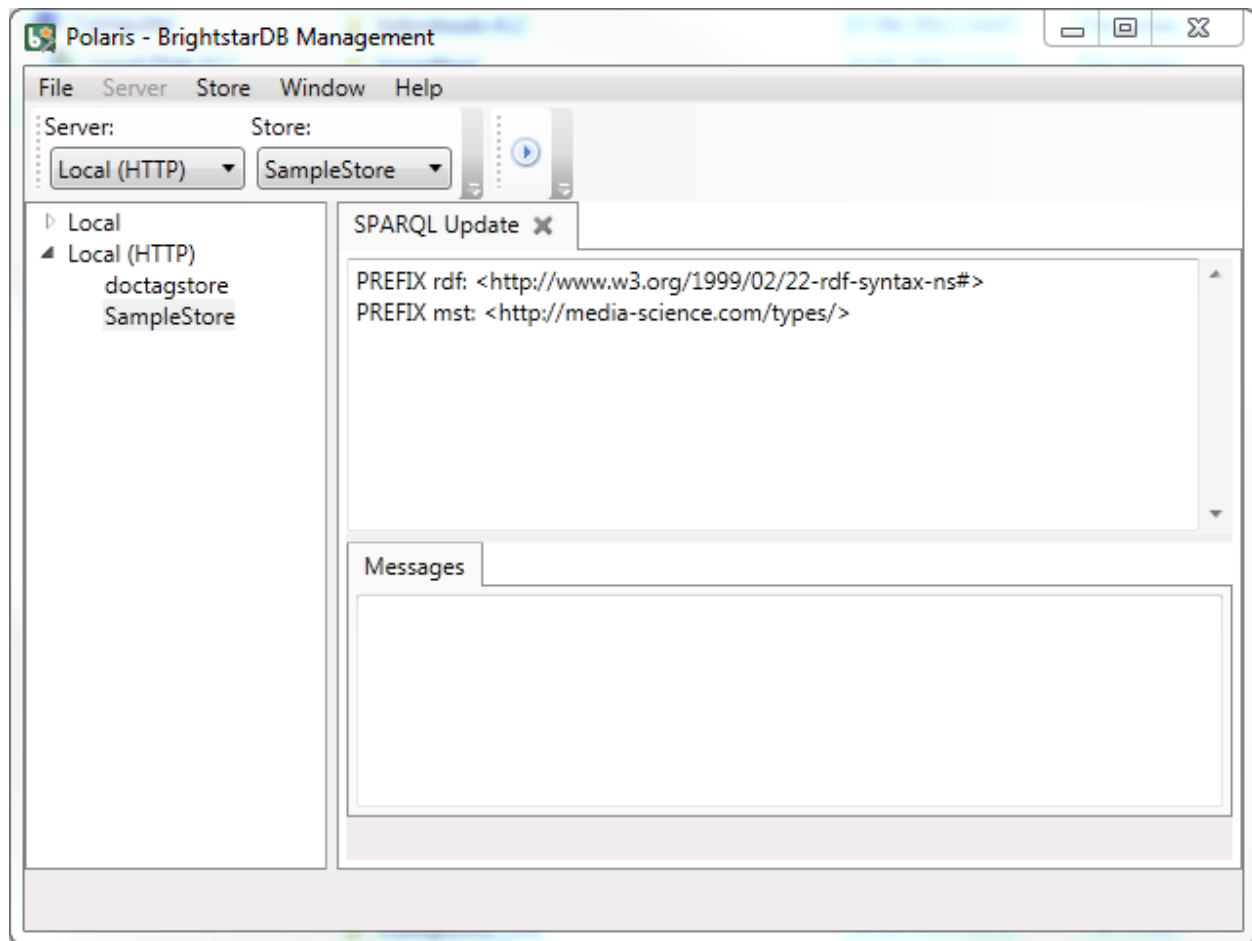 Polaris - BrightstarDB Management
File Server Store Window Help
Server: Store:
Local (HTTP) SampleStore
Local
Local (HTTP)
doctagstore
SampleStore
SPARQL Update
PREFIX rdf: <http://www.w3.org/1999/02/22-rdf-syntax-ns#>
PREFIX mst: <http://media-science.com/types/>
Messages